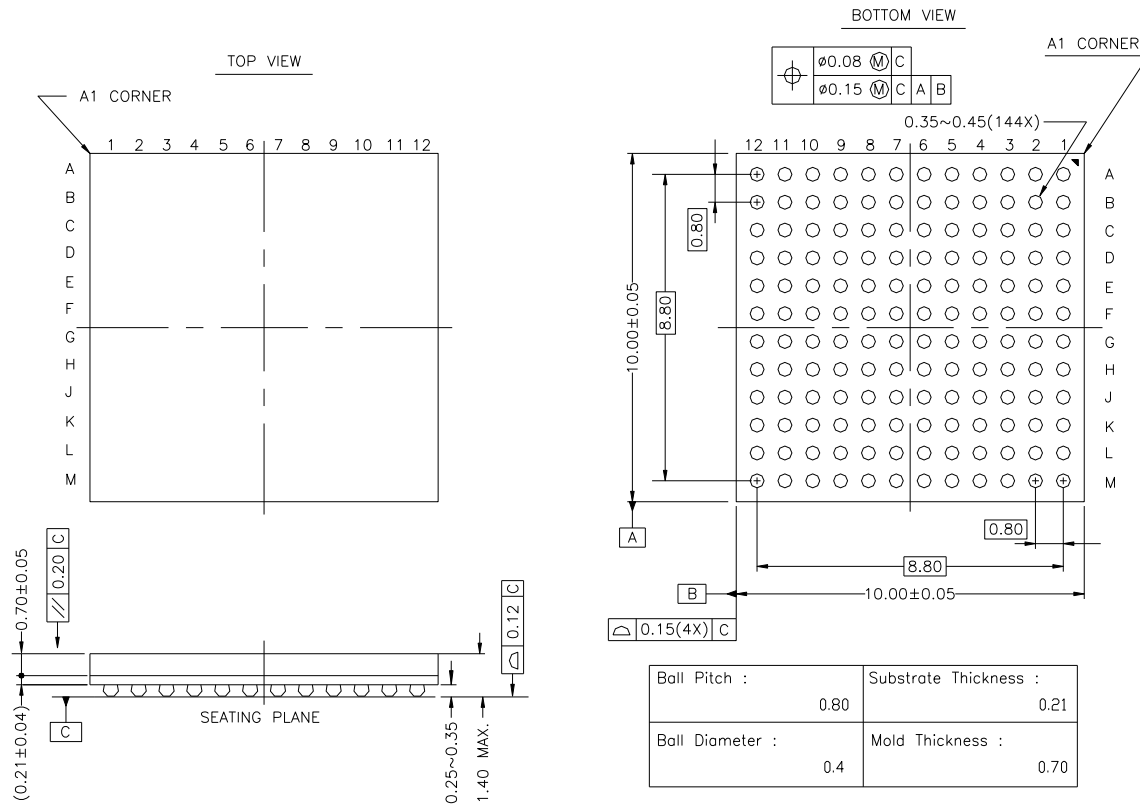 BOTTOM VIEW
A1 CORNER
TOP VIEW
A1 CORNER
ø0.08 Ⓜ C
ø0.15 Ⓜ C A B
0.35~0.45(144X)
1 2 3 4 5 6 7 8 9 10 11 12
A
B
C
D
E
F
G
H
J
K
L
M
12 11 10 9 8 7 6 5 4 3 2 1
A
B
C
D
E
F
G
H
J
K
L
M
0.80
8.80
10.00±0.05
A
0.80
8.80
B
10.00±0.05
0.15(4X) C
0.70±0.05
// 0.20 C
(0.21±0.04)
C
SEATING PLANE
0.25~0.35
1.40 MAX.
0.12 C
Ball Pitch :
0.80
Substrate Thickness :
0.21
Ball Diameter :
0.4
Mold Thickness :
0.70